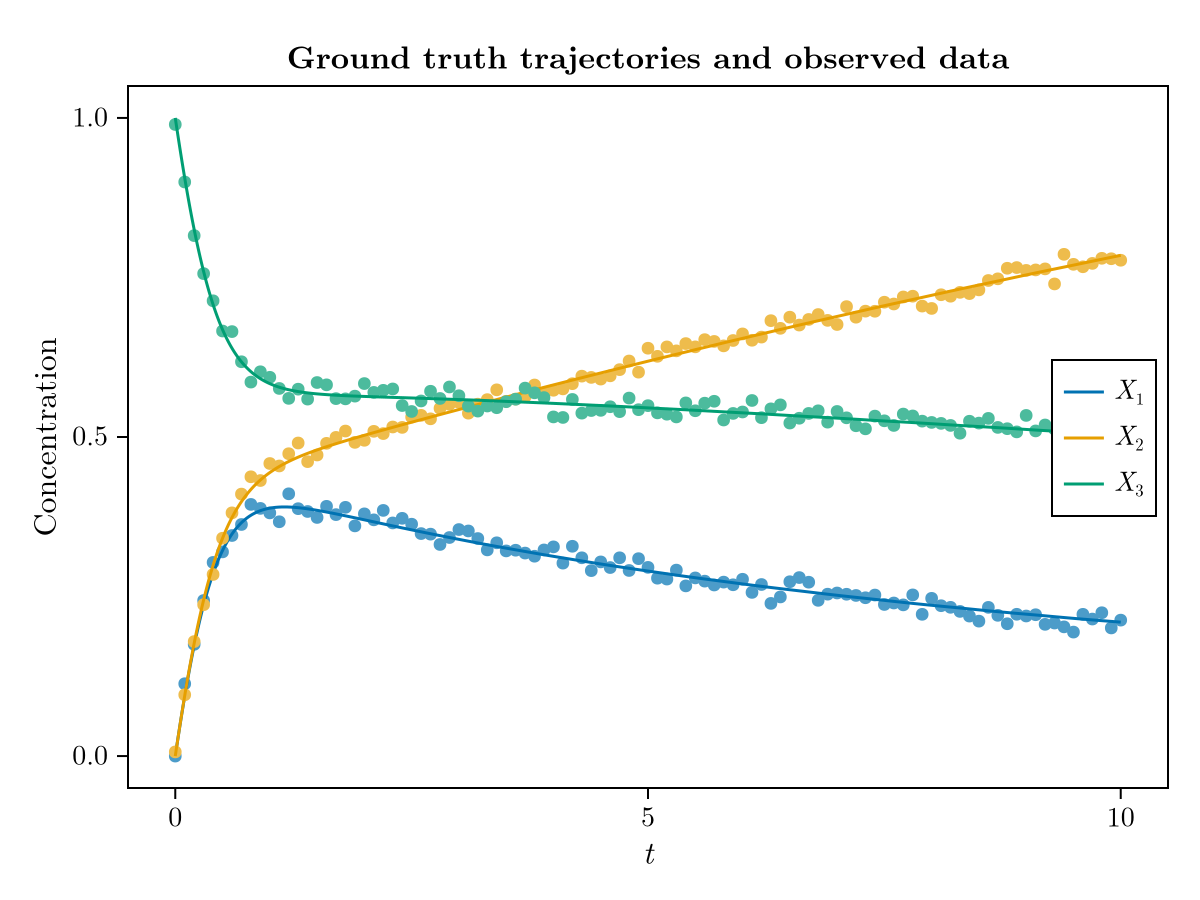 Ground truth trajectories and observed data
1.0
0.5
0.0
Concentration
X₁
X₂
X₃
0 5 10
t